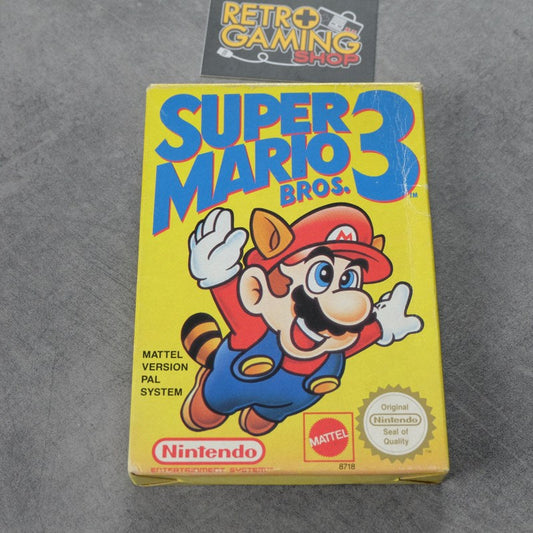 RETRO
GAMING
SHOP
SUPER
MARIO 3
BROS.
TM
M
MATTEL
VERSION
PAL
SYSTEM
Nintendo
ENTERTAINMENT SYSTEM
MATTEL
8718
Original
Nintendo
Seal of
Quality